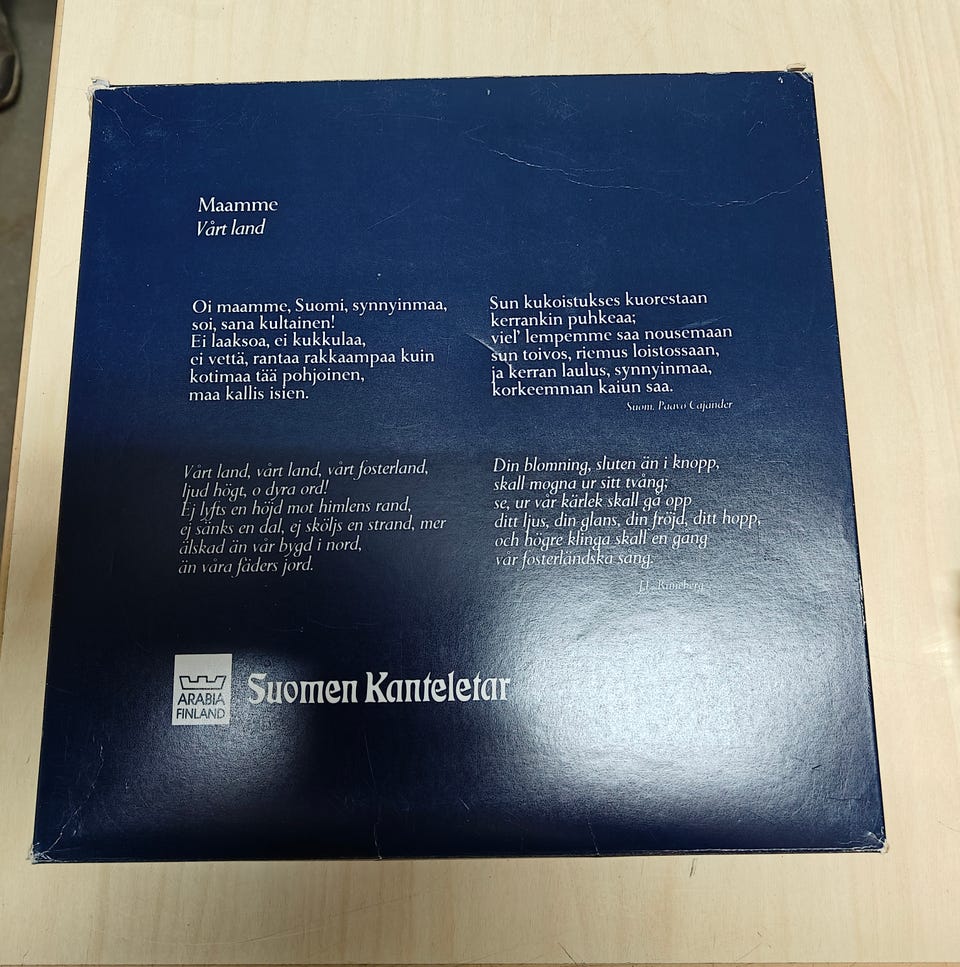 Maamme
Vårt land
Oi maamme, Suomi, synnyinmaa,
soi, sana kultainen!
Ei laaksoa, ei kukkulaa,
ei vettä, rantaa rakkaampaa kuin
kotimaa tää pohjoinen,
maa kallis isien.
Sun kukoistukses kuorestaan
kerrankin puhkeaa;
viel' lempemme saa nousemaan
sun toivos, riemus loistossaan,
ja kerran laulus, synnyinmaa,
korkeemman kaiun saa.
Suom. Paavo Cajander
Vårt land, vårt land, vårt fosterland,
ljud högt, o dyra ord!
Ej lyfts en höjd mot himlens rand,
ej sänks en dal, ej sköljs en strand, mer
älskad än vår bygd i nord,
än våra fäders jord.
Din blomning, sluten än i knopp,
skall mogna ur sitt tvång;
se, ur vår kärlek skall gå opp
ditt ljus, din glans, din fröjd, ditt hopp,
och högre klinga skall en gång
vår fosterländska sång.
J.L. Runeberg
ARABIA
FINLAND
Suomen Kanteletar